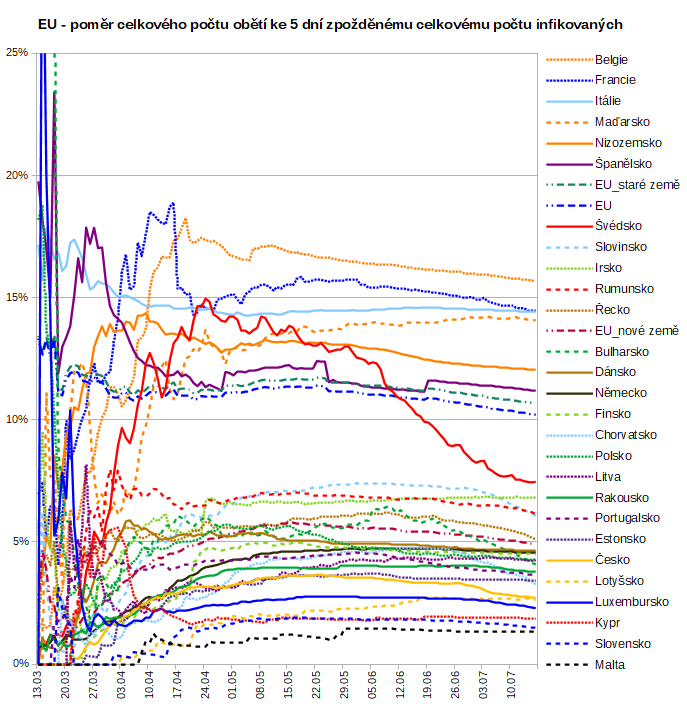 EU - poměr celkového počtu obětí ke 5 dní zpožděnému celkovému počtu infikovaných
25%
20%
15%
10%
5%
0%
13.03
20.03
27.03
03.04
10.04
17.04
24.04
01.05
08.05
15.05
22.05
29.05
05.06
12.06
19.06
26.06
03.07
10.07
Belgie
Francie
Itálie
Maďarsko
Nizozemsko
Španělsko
EU_staré země
EU
Švédsko
Slovinsko
Irsko
Rumunsko
Řecko
EU_nové země
Bulharsko
Dánsko
Německo
Finsko
Chorvatsko
Polsko
Litva
Rakousko
Portugalsko
Estonsko
Česko
Lotyšsko
Luxembursko
Kypr
Slovensko
Malta